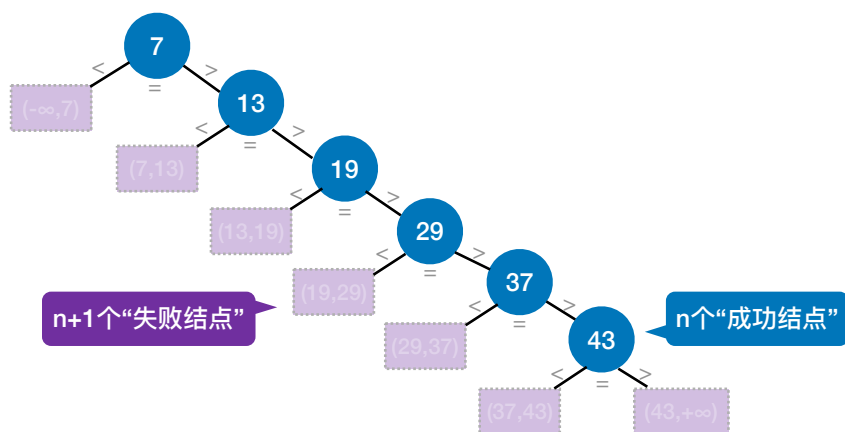 7
< = >
(-∞,7)
13
< = >
(7,13)
19
< = >
(13,19)
29
< = >
(19,29)
37
< = >
(29,37)
43
< = >
(37,43)
(43,+∞)
n+1个“失败结点”
n个“成功结点”